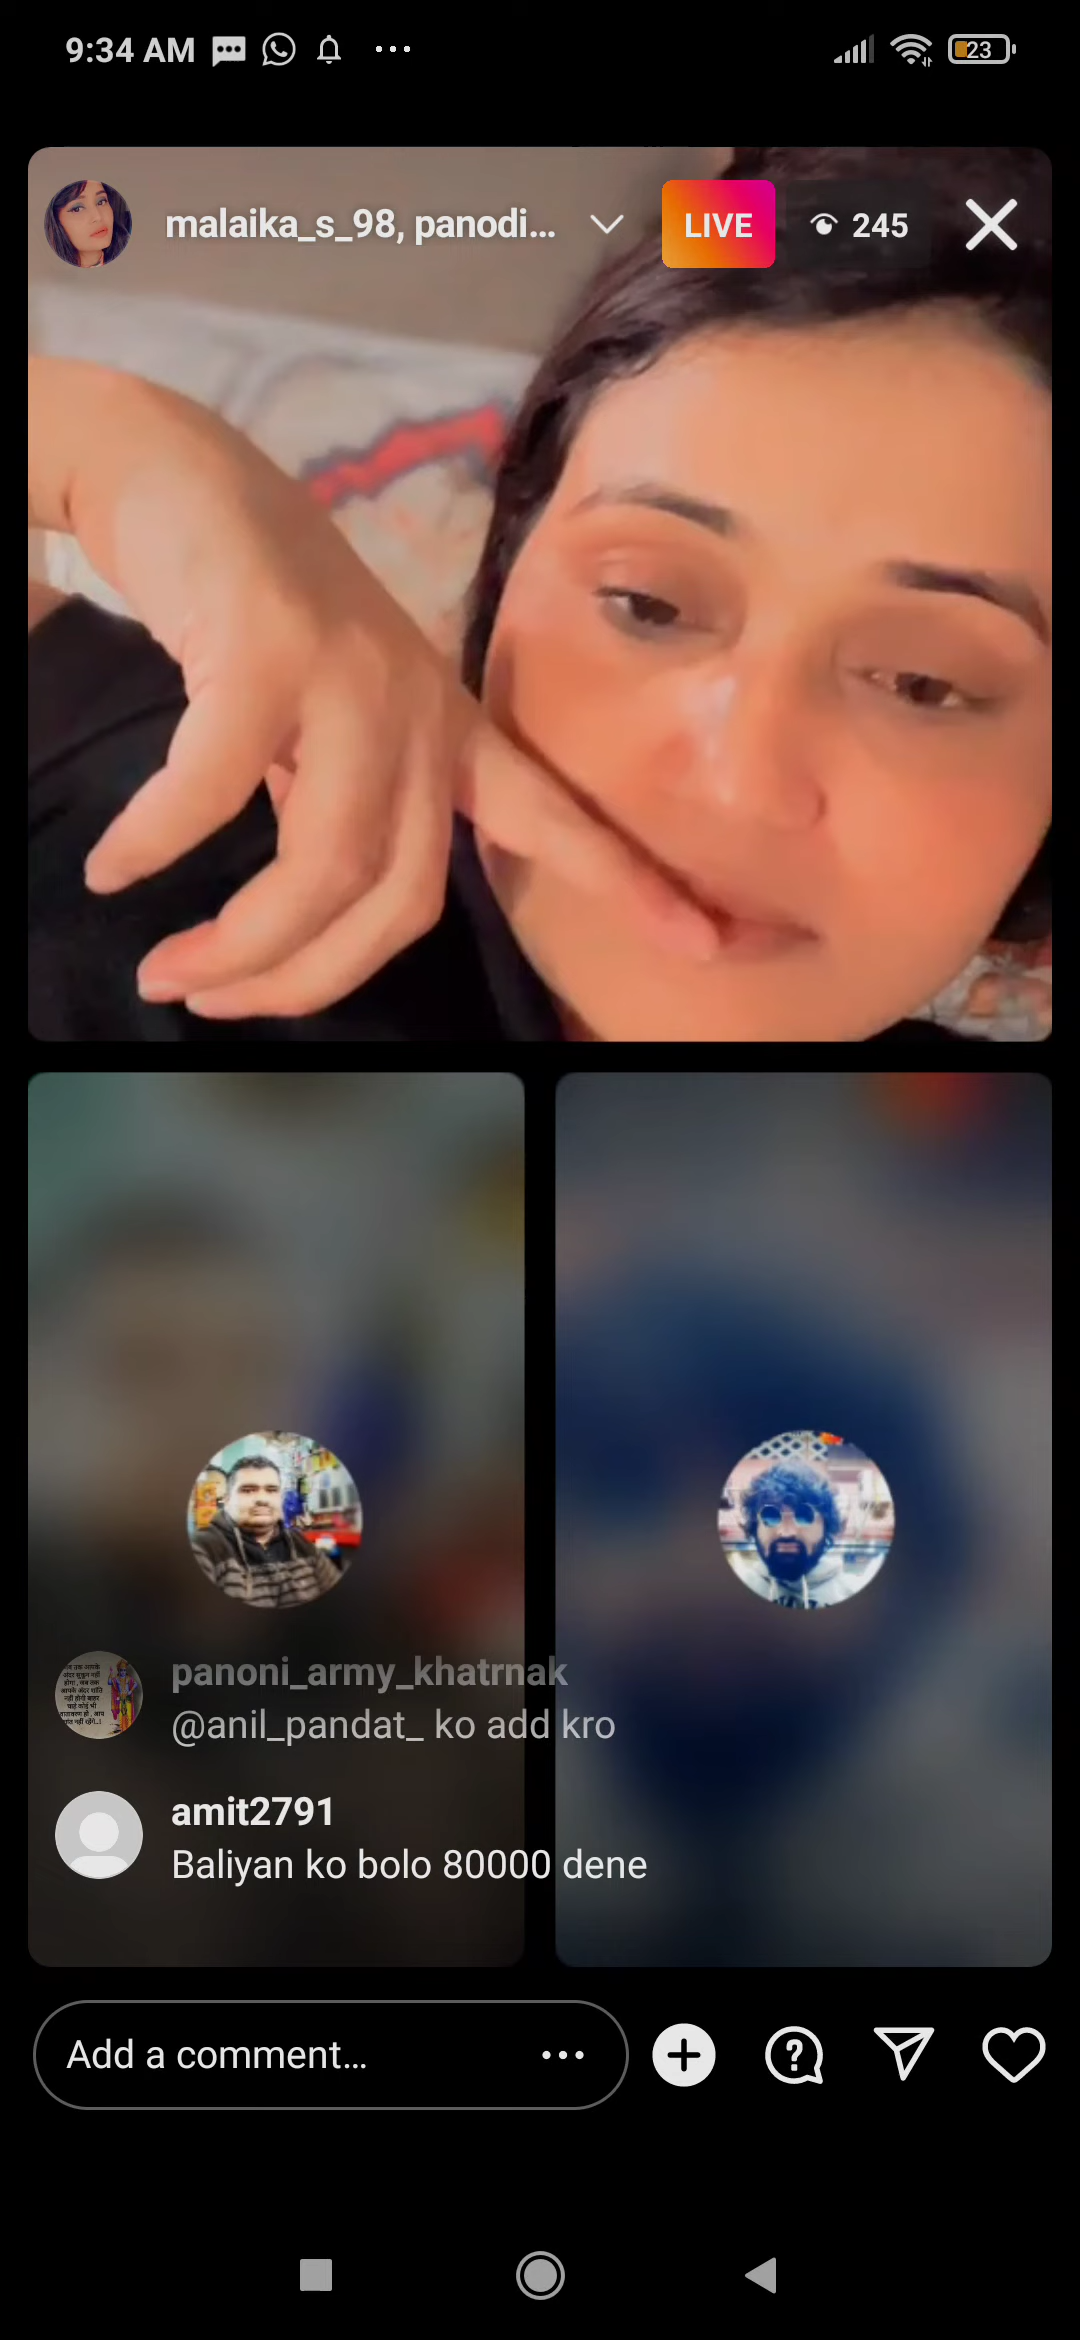 9:34 AM
23
malaika_s_98, panodi...
LIVE
245
panoni_army_khatrnak
@anil_pandat_ ko add kro
amit2791
Baliyan ko bolo 80000 dene
Add a comment...